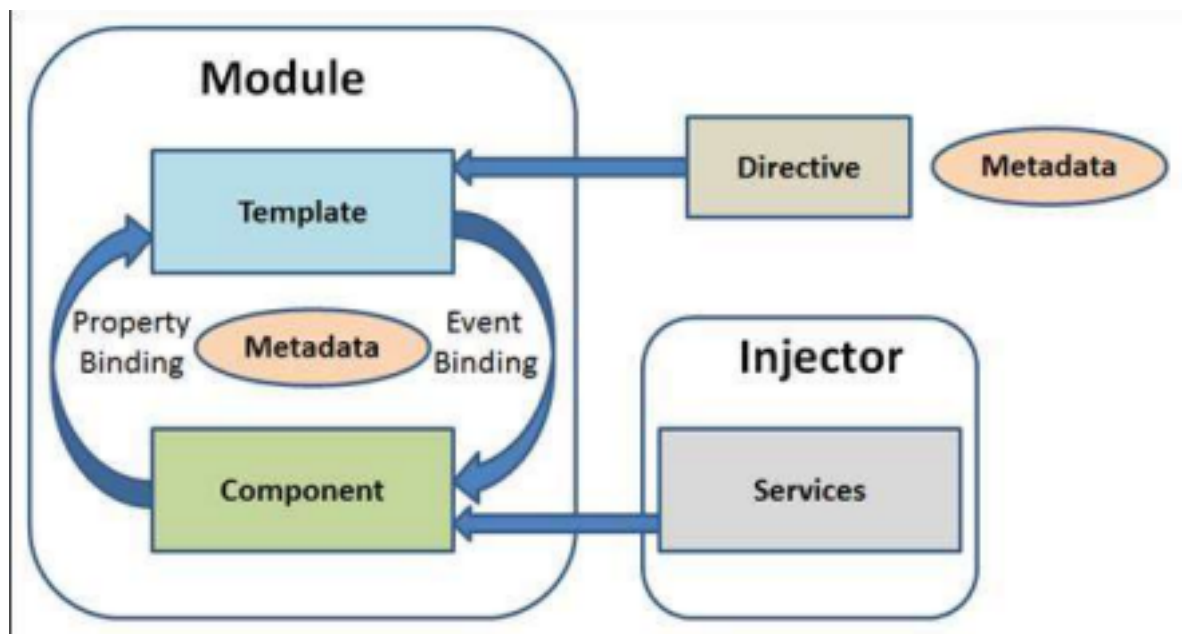 Module
Template
Directive
Metadata
Property
Binding
Metadata
Event
Binding
Injector
Component
Services